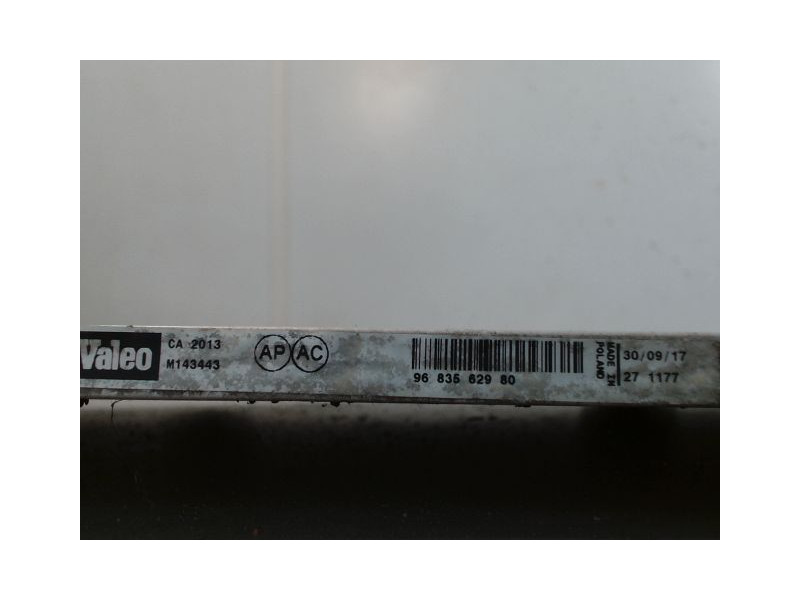 Valeo
CA 2013
M143443
AP AC
96 835 629 80
MADE IN
POLAND
30/09/17
27 1177